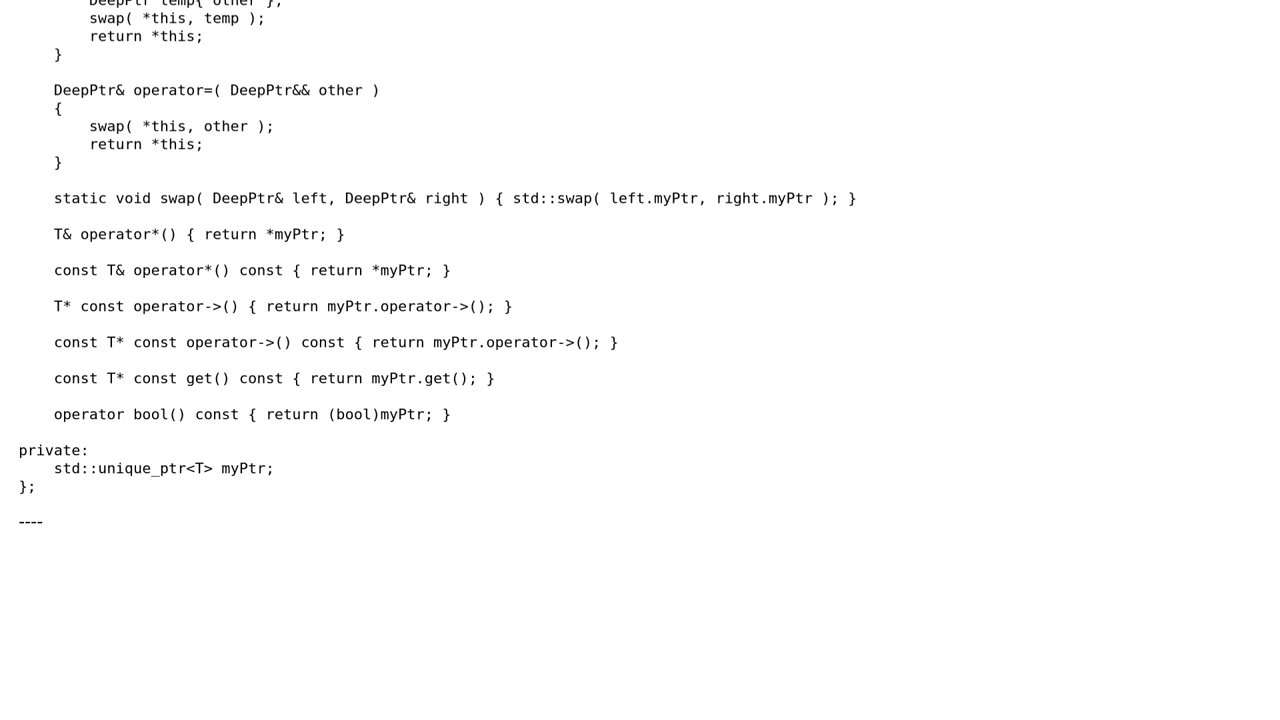 DeepPtr temp{ other };
swap( *this, temp );
return *this;
}
DeepPtr& operator=( DeepPtr&& other )
{
swap( *this, other );
return *this;
}
static void swap( DeepPtr& left, DeepPtr& right ) { std::swap( left.myPtr, right.myPtr ); }
T& operator*() { return *myPtr; }
const T& operator*() const { return *myPtr; }
T* const operator->() { return myPtr.operator->(); }
const T* const operator->() const { return myPtr.operator->(); }
const T* const get() const { return myPtr.get(); }
operator bool() const { return (bool)myPtr; }
private:
std::unique_ptr<T> myPtr;
};
----